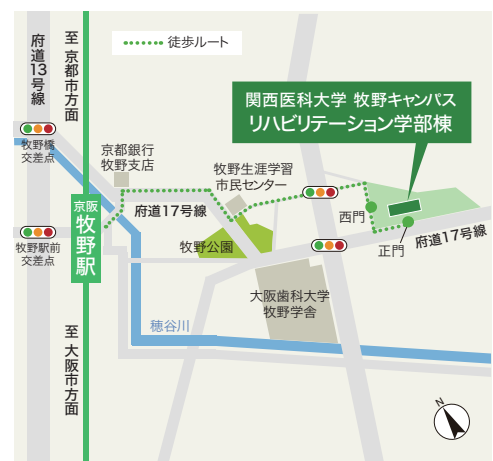 府道13号線
至 京都市方面
徒歩ルート
関西医科大学 牧野キャンパス
リハビリテーション学部棟
牧野橋
交差点
京都銀行
牧野支店
牧野生涯学習
市民センター
京阪
牧野駅
府道17号線
西門
正門
府道17号線
牧野駅前
交差点
牧野公園
大阪歯科大学
牧野学舎
穂谷川
至 大阪市方面
N